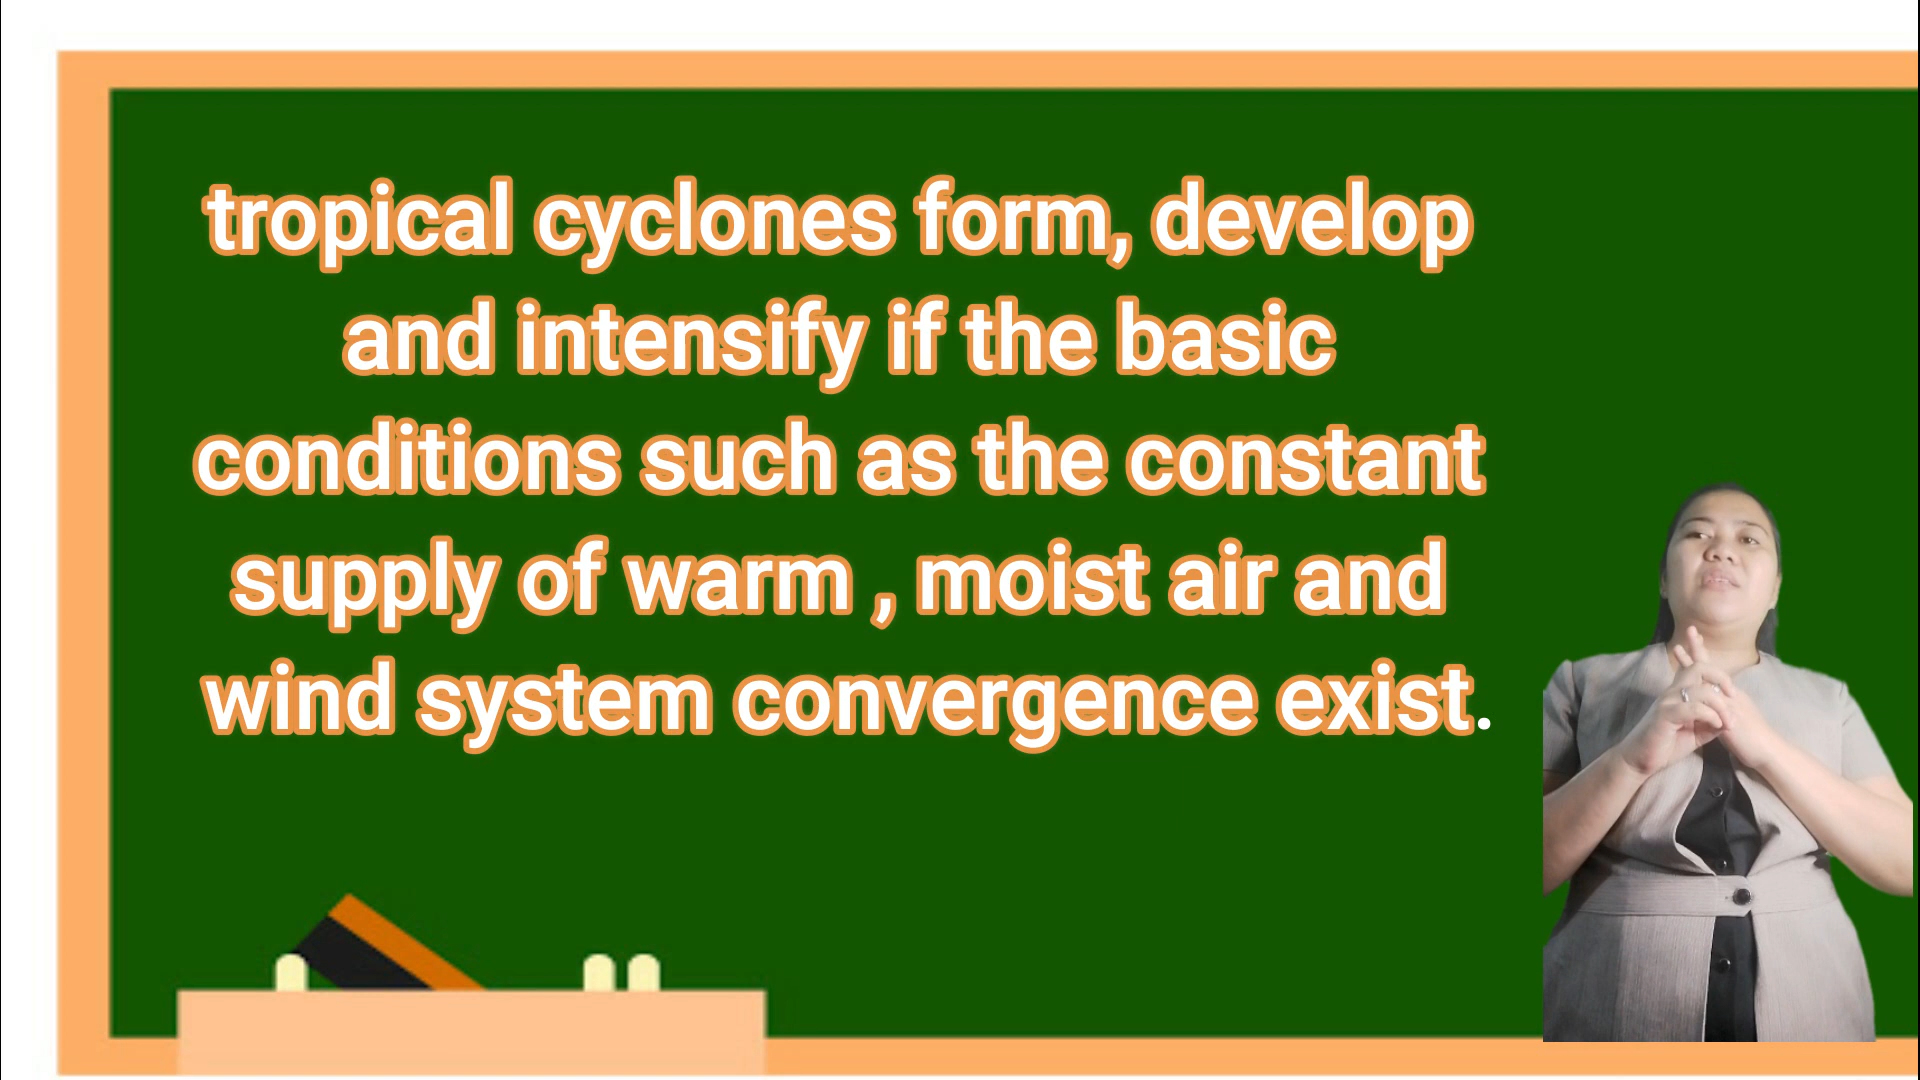 tropical cyclones form, develop
and intensify if the basic
conditions such as the constant
supply of warm , moist air and
wind system convergence exist.